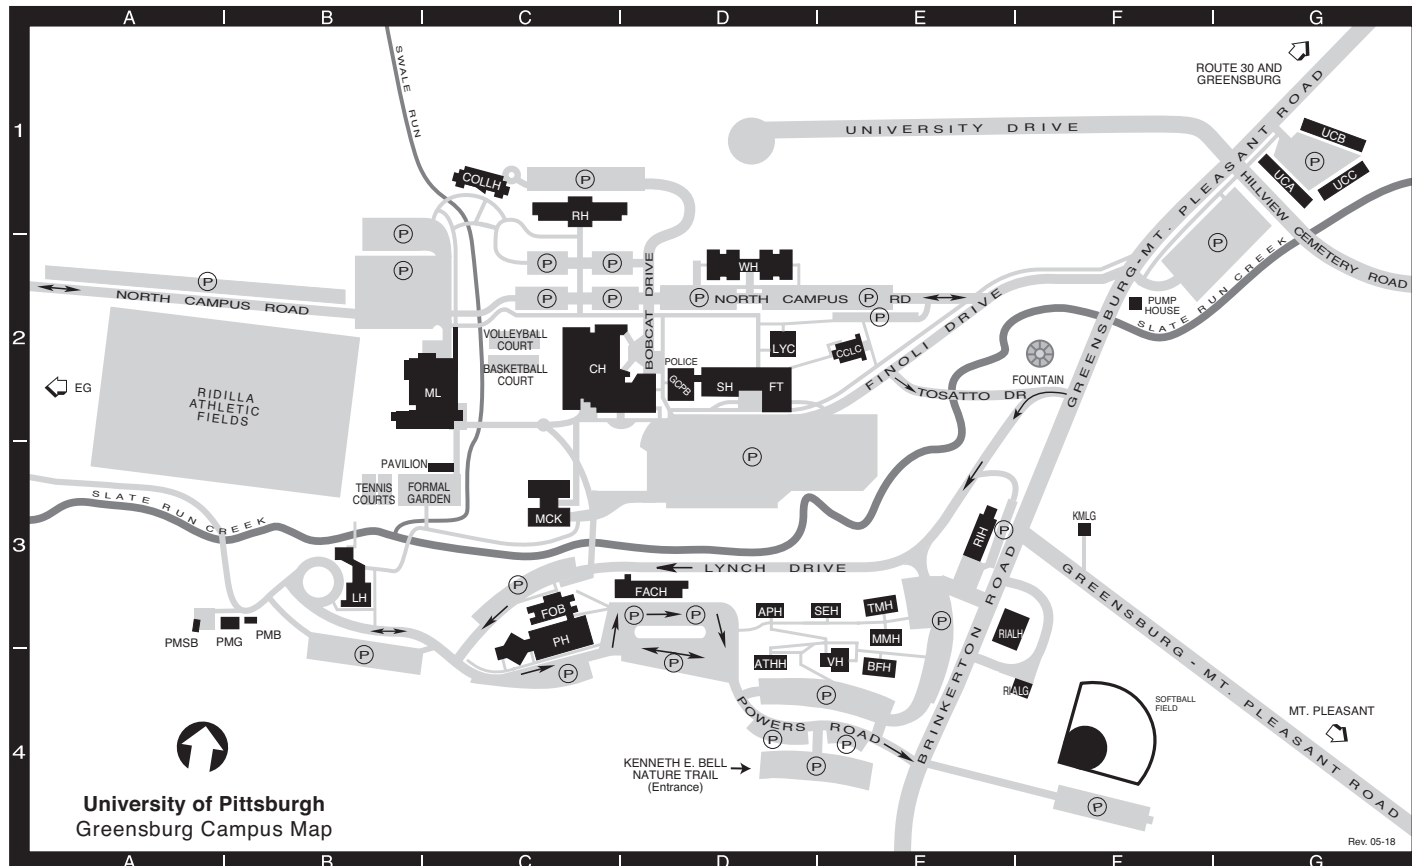 A B C D E F G
ROUTE 30 AND
GREENSBURG
SWALE RUN
1
UNIVERSITY DRIVE
GREENSBURG-MT. PLEASANT ROAD
UCB
P
UCA
UCC
COLLH
P
RH
HILLVIEW CEMETERY ROAD
P
P
P
P
P
WH
P
P
NORTH CAMPUS ROAD
P
P
P
NORTH CAMPUS RD
P
P
BOBCAT DRIVE
FINOLI DRIVE
PUMP
HOUSE
SLATE RUN CREEK
2
VOLLEYBALL
COURT
BASKETBALL
COURT
CH
LYC
CCLC
POLICE
GCPB
SH
FT
FOUNTAIN
TOSATTO DR
EG
RIDILLA
ATHLETIC
FIELDS
ML
P
PAVILION
TENNIS
COURTS
FORMAL
GARDEN
SLATE RUN CREEK
MCK
3
RIH
P
KMLG
LYNCH DRIVE
BRINKERTON ROAD
GREENSBURG - MT. PLEASANT ROAD
LH
P
FACH
FOB
PH
P
P
APH
SEH
TMH
P
MMH
RIALH
PMSB
PMG
PMB
P
P
P
ATHH
VH
BFH
RIALG
P
SOFTBALL
FIELD
MT. PLEASANT
POWERS ROAD
P
P
P
4
KENNETH E. BELL
NATURE TRAIL
(Entrance)
P
University of Pittsburgh
Greensburg Campus Map
Rev. 05-18
A B C D E F G